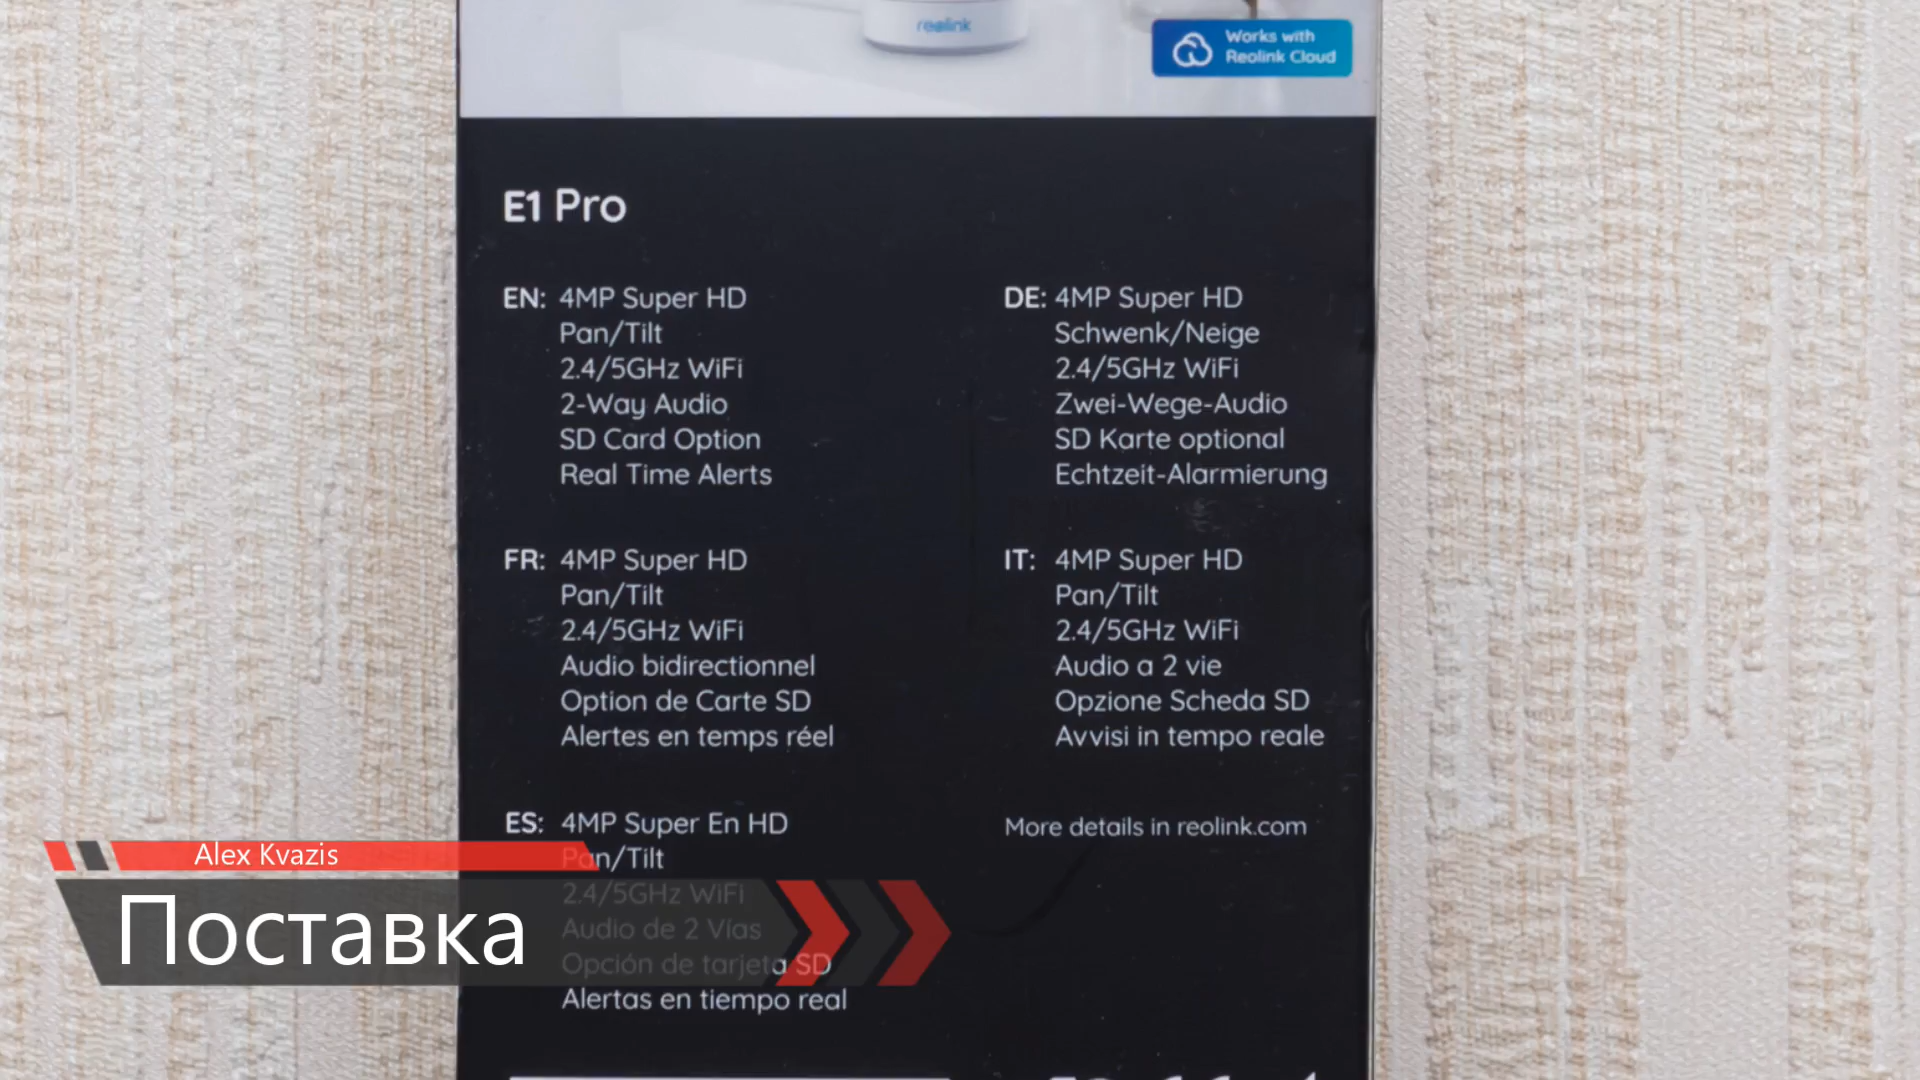 reolink
Works with
Reolink Cloud
E1 Pro
EN: 4MP Super HD
Pan/Tilt
2.4/5GHz WiFi
2-Way Audio
SD Card Option
Real Time Alerts
DE: 4MP Super HD
Schwenk/Neige
2.4/5GHz WiFi
Zwei-Wege-Audio
SD Karte optional
Echtzeit-Alarmierung
FR: 4MP Super HD
Pan/Tilt
2.4/5GHz WiFi
Audio bidirectionnel
Option de Carte SD
Alertes en temps réel
IT: 4MP Super HD
Pan/Tilt
2.4/5GHz WiFi
Audio a 2 vie
Opzione Scheda SD
Avvisi in tempo reale
ES: 4MP Super En HD
Pan/Tilt
2.4/5GHz WiFi
Audio de 2 Vías
Opción de tarjeta SD
Alertas en tiempo real
More details in reolink.com
Alex Kvazis
Поставка